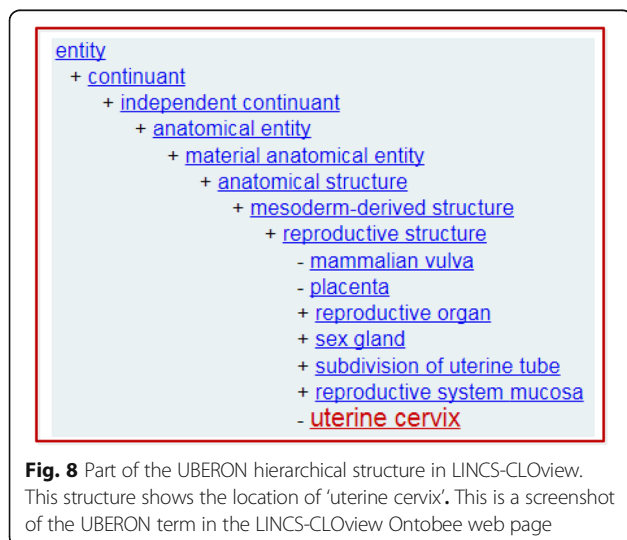 entity
+ continuant
+ independent continuant
+ anatomical entity
+ material anatomical entity
+ anatomical structure
+ mesoderm-derived structure
+ reproductive structure
- mammalian vulva
- placenta
+ reproductive organ
+ sex gland
+ subdivision of uterine tube
+ reproductive system mucosa
- uterine cervix
Fig. 8 Part of the UBERON hierarchical structure in LINCS-CLOview.
This structure shows the location of ‘uterine cervix’. This is a screenshot
of the UBERON term in the LINCS-CLOview Ontobee web page